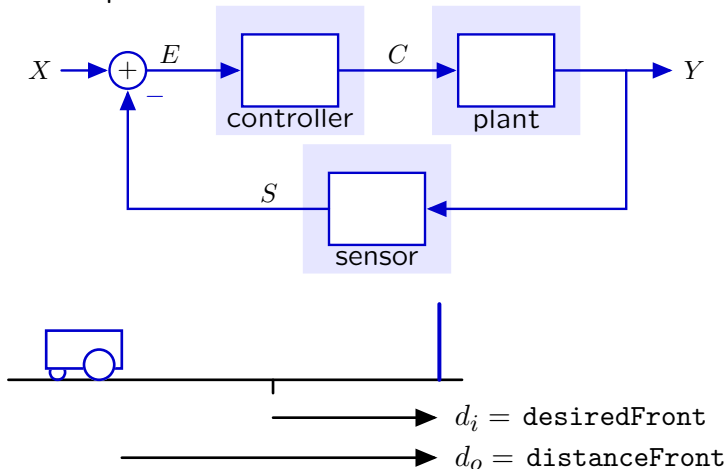 X + E C Y
−
controller plant
S
sensor
d_i = desiredFront
d_o = distanceFront